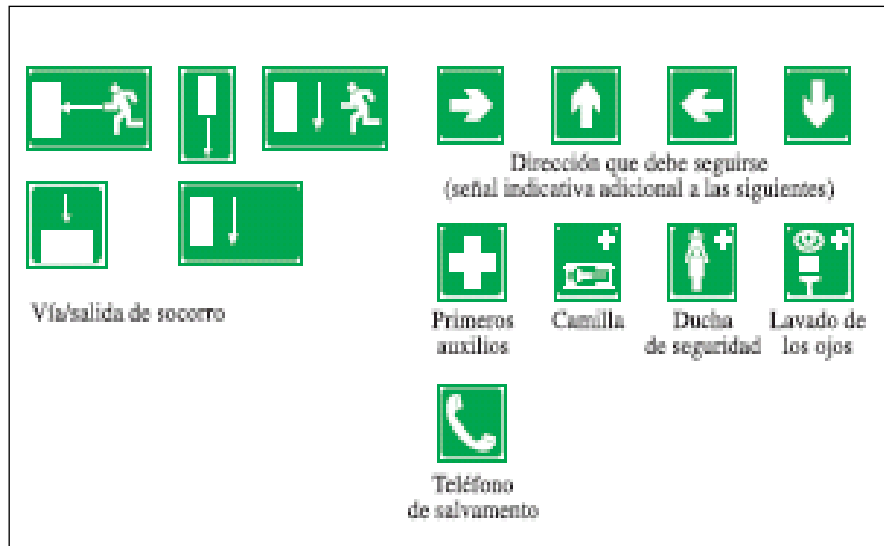 Dirección que debe seguirse
(señal indicativa adicional a las siguientes)
Vía/salida de socorro
Primeros
auxilios
Camilla
Ducha
de seguridad
Lavado de
los ojos
Teléfono
de salvamento